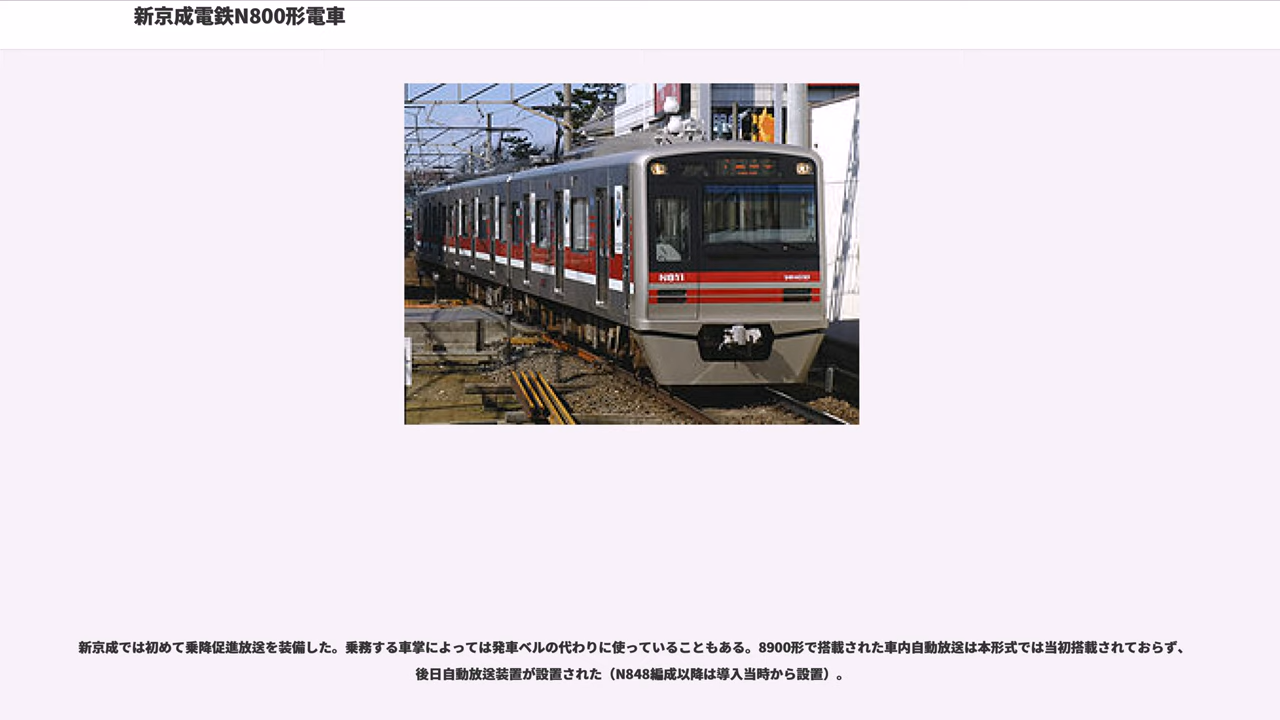 新京成電鉄N800形電車
N811
新京成では初めて乗降促進放送を装備した。乗務する車掌によっては発車ベルの代わりに使っていることもある。8900形で搭載された車内自動放送は本形式では当初搭載されておらず、
後日自動放送装置が設置された（N848編成以降は導入当時から設置）。